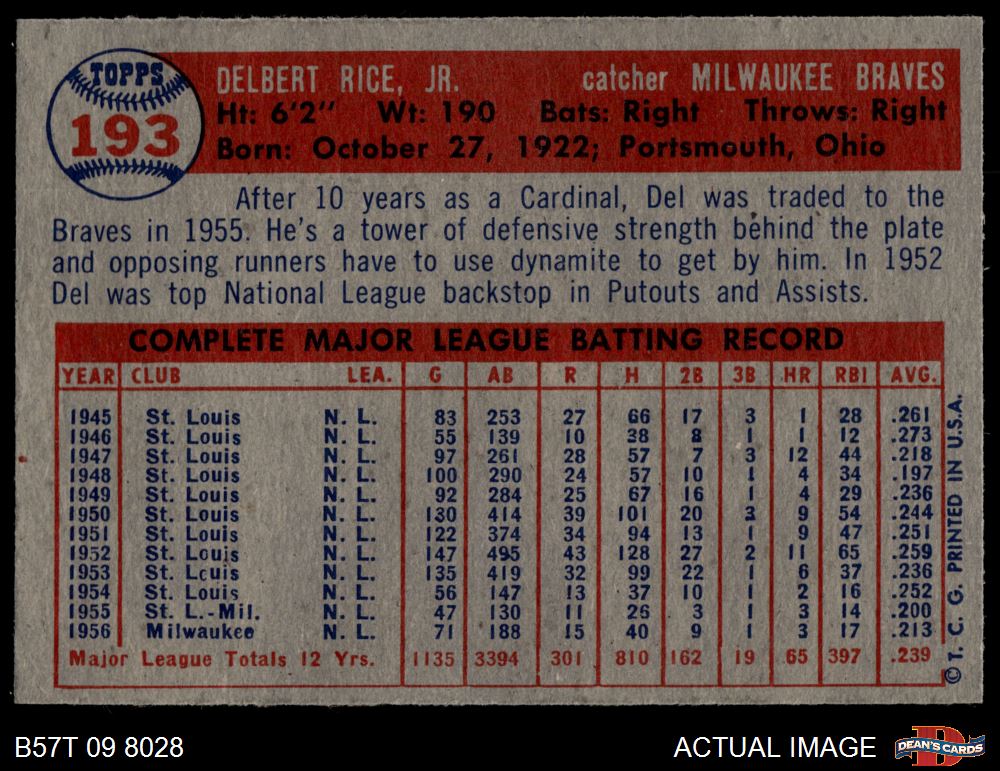 TOPPS
193
DELBERT RICE, JR. catcher MILWAUKEE BRAVES
Ht: 6'2" Wt: 190 Bats: Right Throws: Right
Born: October 27, 1922; Portsmouth, Ohio
After 10 years as a Cardinal, Del was traded to the
Braves in 1955. He's a tower of defensive strength behind the plate
and opposing runners have to use dynamite to get by him. In 1952
Del was top National League backstop in Putouts and Assists.
COMPLETE MAJOR LEAGUE BATTING RECORD
YEAR CLUB LEA. G AB R H 2B 3B HR RBI AVG.
1945 St. Louis N. L. 83 253 27 66 17 3 1 28 .261
1946 St. Louis N. L. 55 139 10 38 8 1 1 12 .273
1947 St. Louis N. L. 97 261 28 57 7 3 12 44 .218
1948 St. Louis N. L. 100 290 24 57 10 1 4 34 .197
1949 St. Louis N. L. 92 284 25 67 16 1 4 29 .236
1950 St. Louis N. L. 130 414 39 101 20 3 9 54 .244
1951 St. Louis N. L. 122 374 34 94 13 1 9 47 .251
1952 St. Louis N. L. 147 495 43 128 27 2 11 65 .259
1953 St. Louis N. L. 135 419 32 99 22 1 6 37 .236
1954 St. Louis N. L. 56 147 13 37 10 1 2 16 .252
1955 St. L.-Mil. N. L. 47 130 11 26 3 1 3 14 .200
1956 Milwaukee N. L. 71 188 15 40 9 1 3 17 .213
Major League Totals 12 Yrs. 1135 3394 301 810 162 19 65 397 .239
© T. C. G. PRINTED IN U.S.A.
B57T 09 8028
ACTUAL IMAGE
DEAN'S CARDS